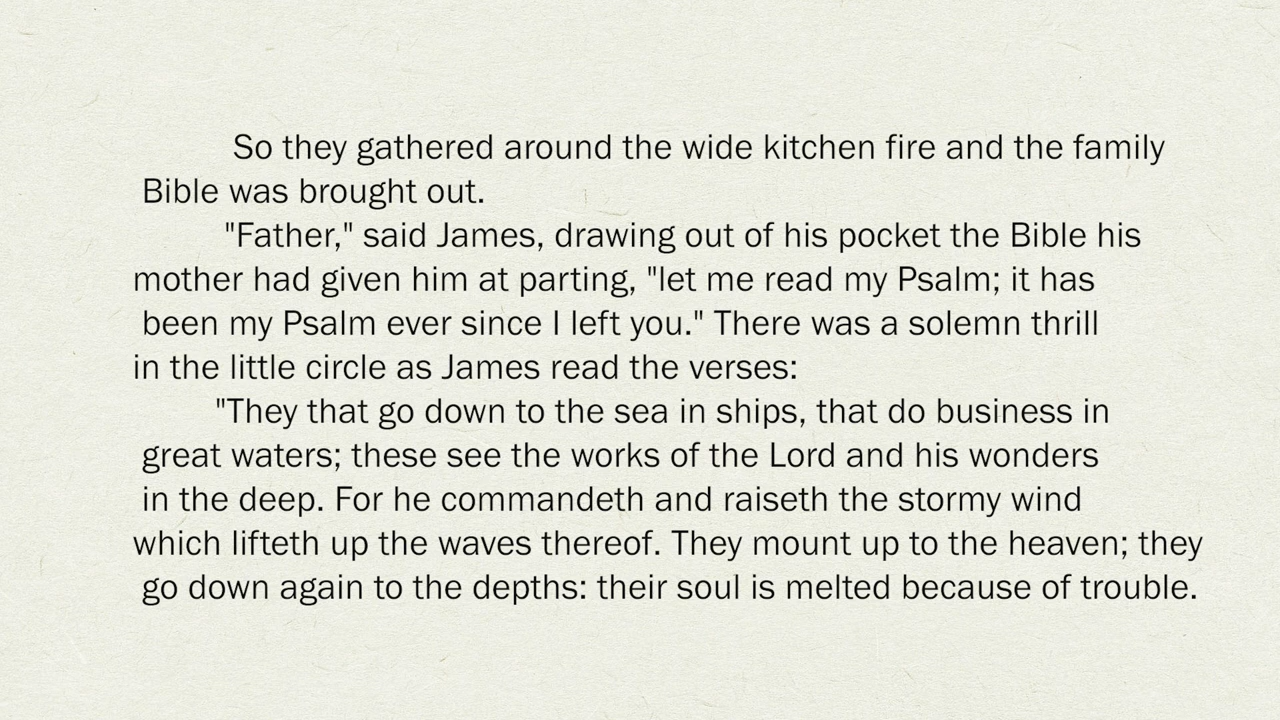 So they gathered around the wide kitchen fire and the family
Bible was brought out.
"Father," said James, drawing out of his pocket the Bible his
mother had given him at parting, "let me read my Psalm; it has
been my Psalm ever since I left you." There was a solemn thrill
in the little circle as James read the verses:
"They that go down to the sea in ships, that do business in
great waters; these see the works of the Lord and his wonders
in the deep. For he commandeth and raiseth the stormy wind
which lifteth up the waves thereof. They mount up to the heaven; they
go down again to the depths: their soul is melted because of trouble.